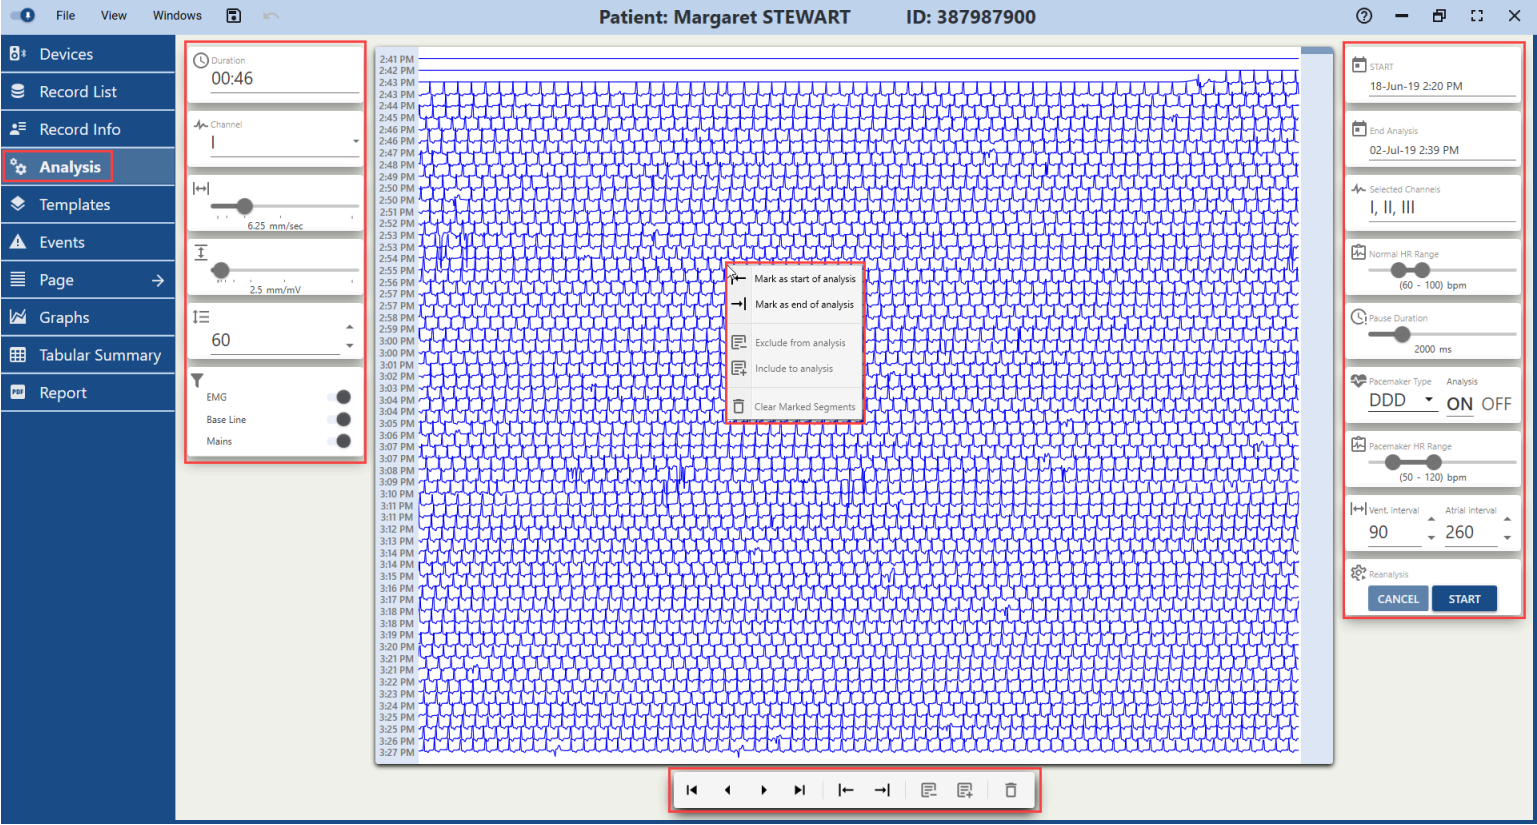 File View Windows Patient: Margaret STEWART ID: 387987900
Devices
Record List
Record Info
Analysis
Templates
Events
Page
Graphs
Tabular Summary
PDF Report
Duration
00:46
Channel
I
6.25 mm/sec
2.5 mm/mV
60
EMG
Base Line
Mains
2:41 PM
2:42 PM
2:43 PM
2:43 PM
2:44 PM
2:45 PM
2:46 PM
2:46 PM
2:47 PM
2:48 PM
2:49 PM
2:50 PM
2:50 PM
2:51 PM
2:52 PM
2:53 PM
2:53 PM
2:54 PM
2:55 PM
2:56 PM
2:57 PM
2:57 PM
2:58 PM
2:59 PM
3:00 PM
3:00 PM
3:01 PM
3:02 PM
3:03 PM
3:04 PM
3:04 PM
3:05 PM
3:06 PM
3:07 PM
3:07 PM
3:08 PM
3:09 PM
3:10 PM
3:11 PM
3:11 PM
3:12 PM
3:13 PM
3:14 PM
3:14 PM
3:15 PM
3:16 PM
3:17 PM
3:18 PM
3:18 PM
3:19 PM
3:20 PM
3:21 PM
3:21 PM
3:22 PM
3:23 PM
3:24 PM
3:25 PM
3:25 PM
3:26 PM
3:27 PM
Mark as start of analysis
Mark as end of analysis
Exclude from analysis
Include to analysis
Clear Marked Segments
START
18-Jun-19 2:20 PM
End Analysis
02-Jul-19 2:39 PM
Selected Channels
I, II, III
Normal HR Range
(60 - 100) bpm
Pause Duration
2000 ms
Pacemaker Type Analysis
DDD ON OFF
Pacemaker HR Range
(50 - 120) bpm
Vent. interval Atrial interval
90 260
Reanalysis
CANCEL START